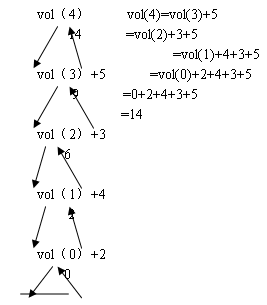 vol（4） vol(4)=vol(3)+5
14 =vol(2)+3+5
=vol(1)+4+3+5
vol（3）+5 =vol(0)+2+4+3+5
9 =0+2+4+3+5
=14
vol（2）+3
6
vol（1）+4
2
vol（0）+2
0